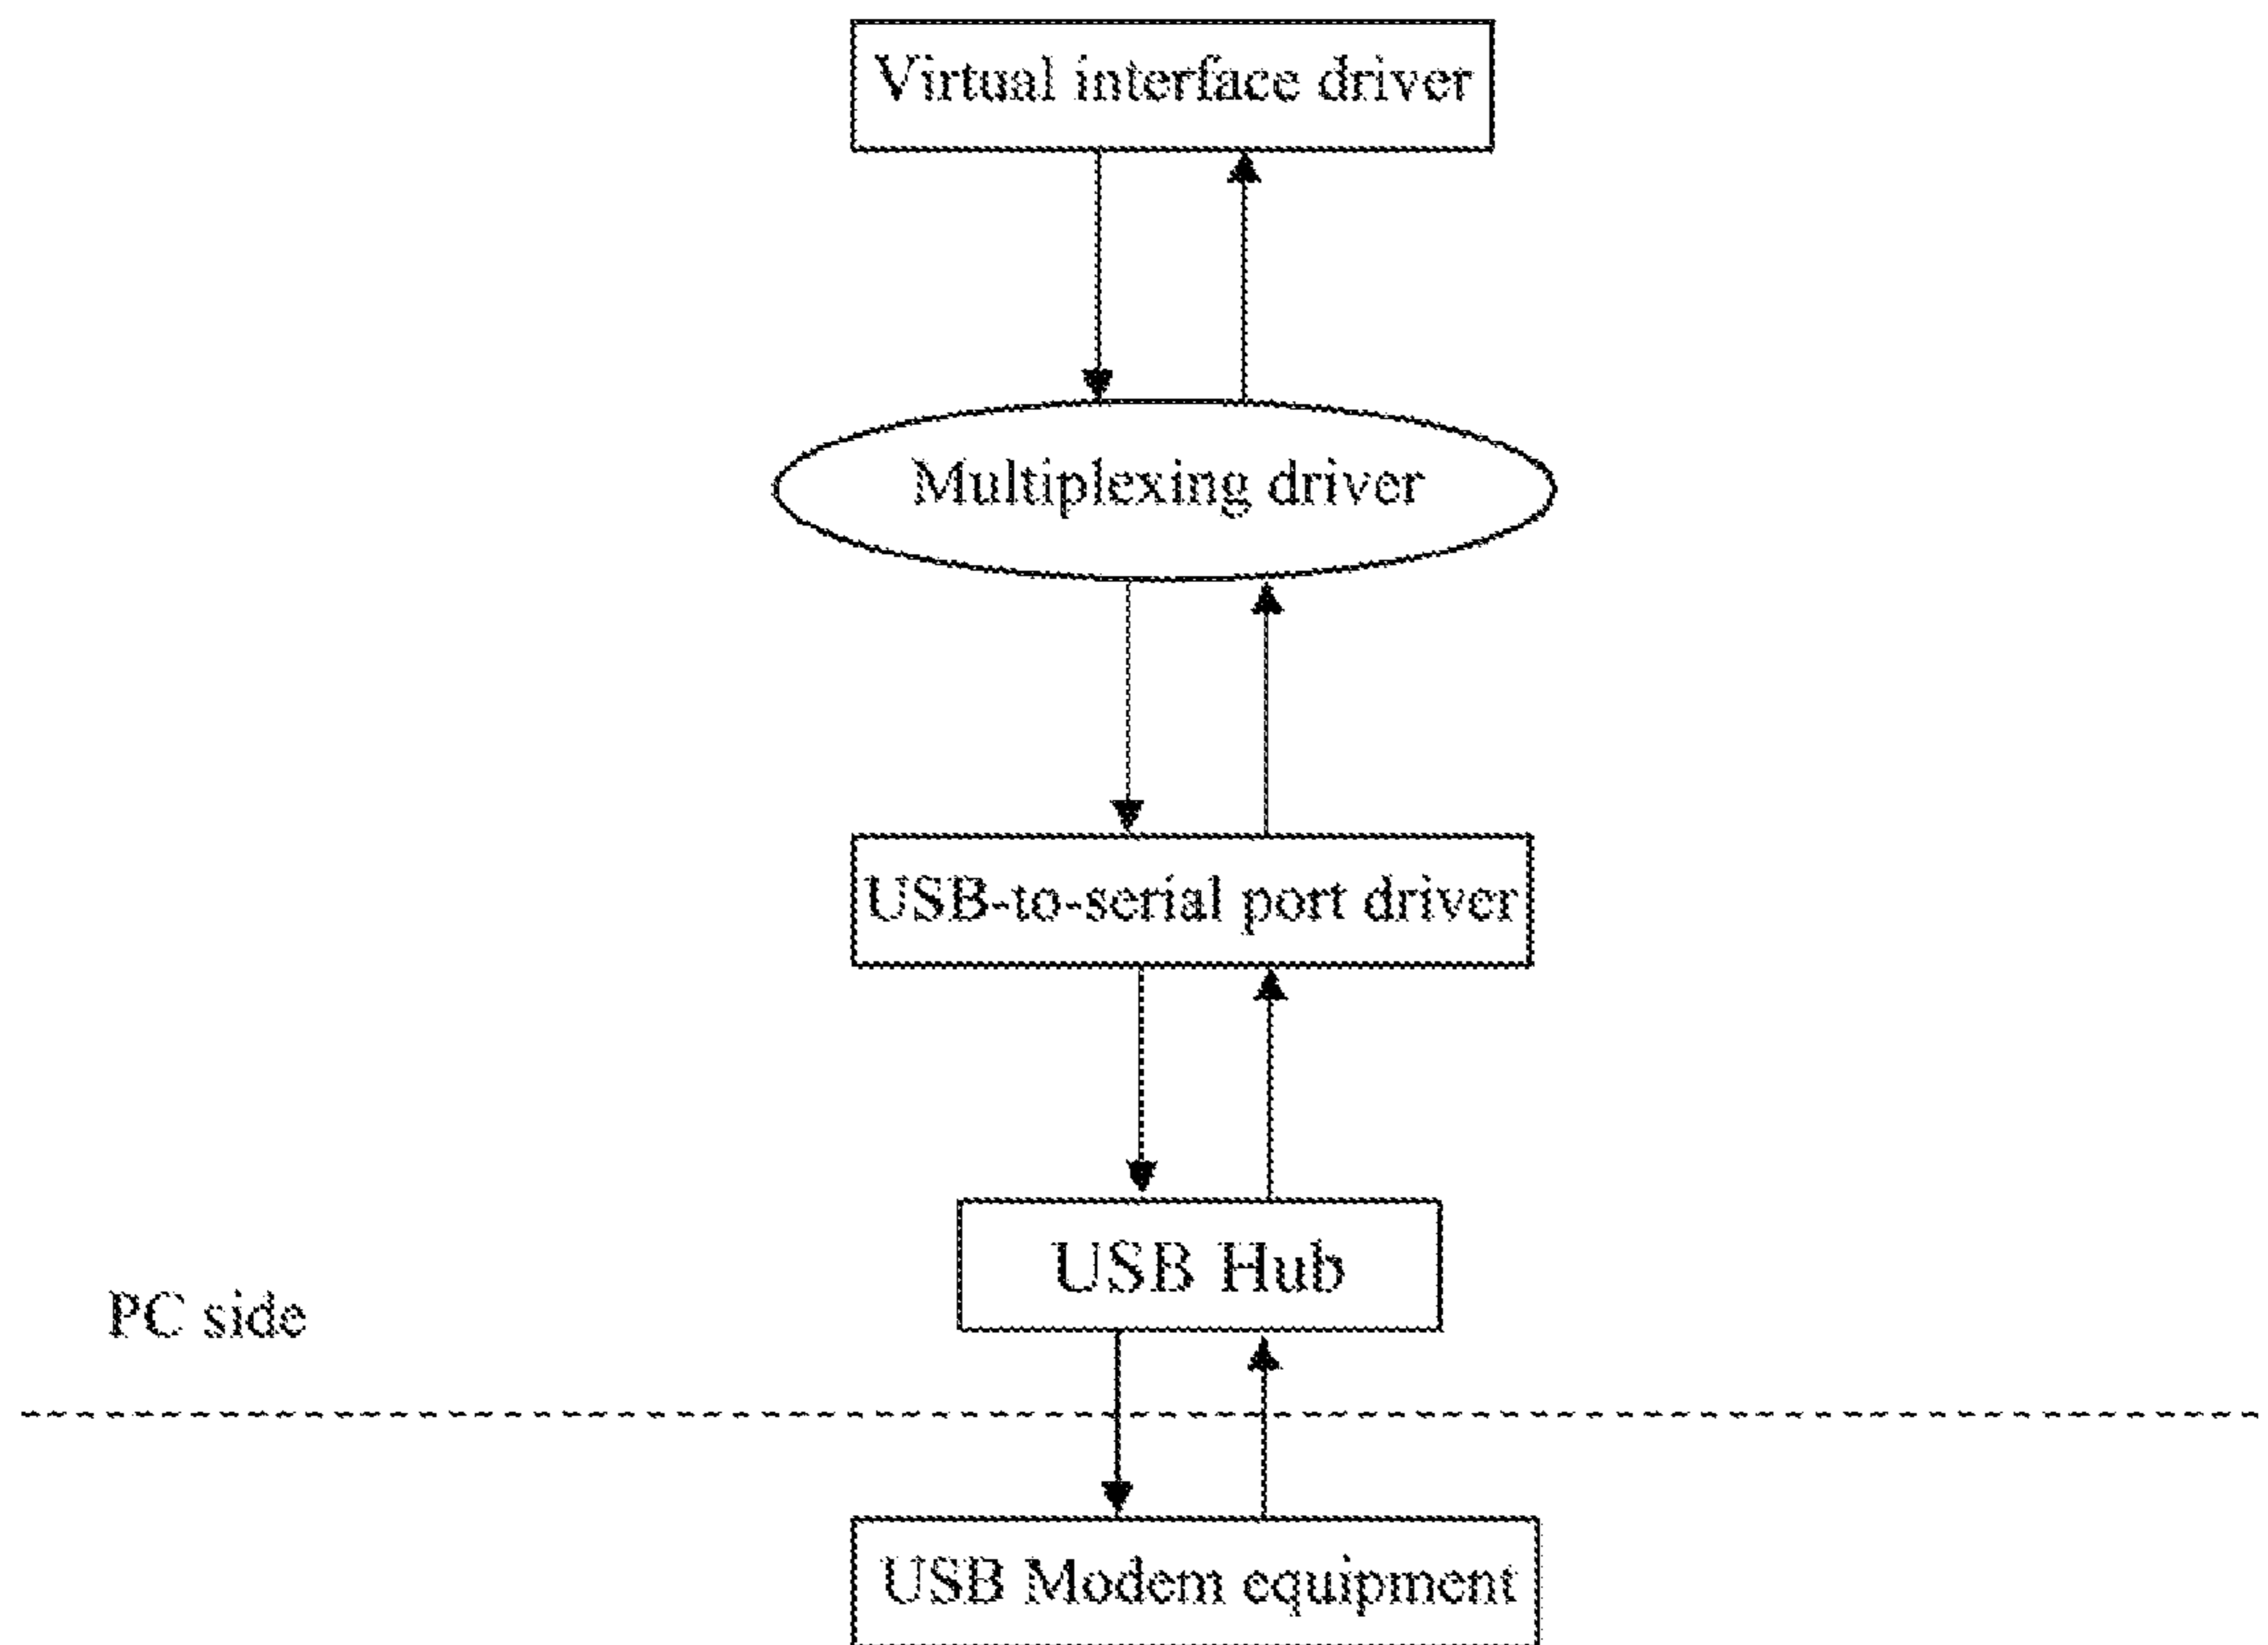 Virtual interface driver
Multiplexing driver
USB-to-serial port driver
USB Hub
PC side
USB Modem equipment